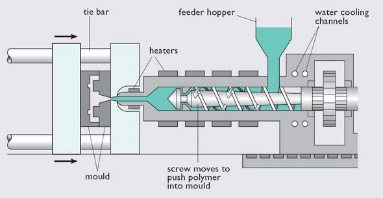 tie bar
feeder hopper
water cooling
channels
heaters
mould
screw moves to
push polymer
into mould